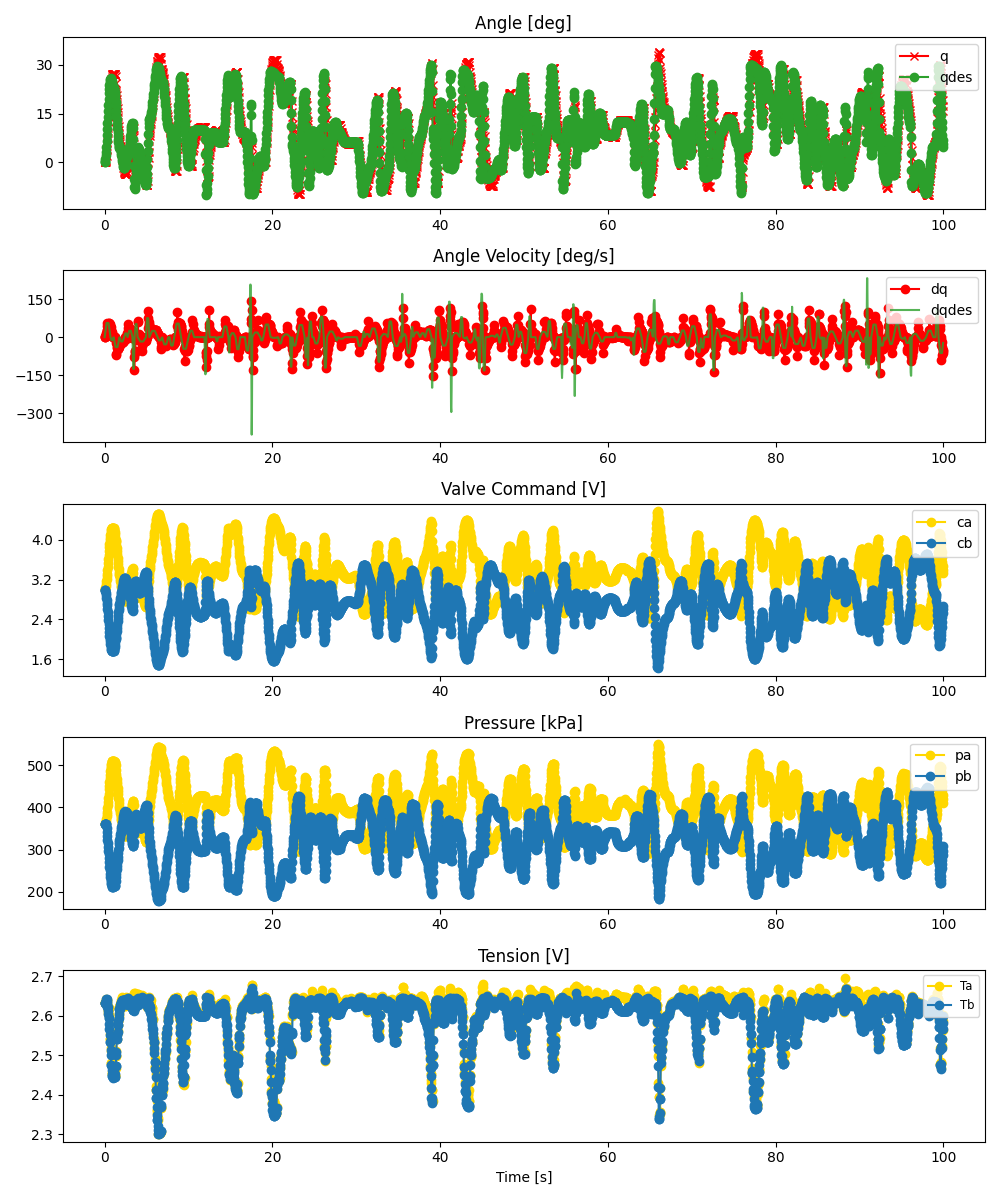 Angle [deg]
30
15
0
q
qdes
0 20 40 60 80 100
Angle Velocity [deg/s]
150
0
−150
−300
dq
dqdes
0 20 40 60 80 100
Valve Command [V]
4.0
3.2
2.4
1.6
ca
cb
0 20 40 60 80 100
Pressure [kPa]
500
400
300
200
pa
pb
0 20 40 60 80 100
Tension [V]
2.7
2.6
2.5
2.4
2.3
Ta
Tb
0 20 40 60 80 100
Time [s]